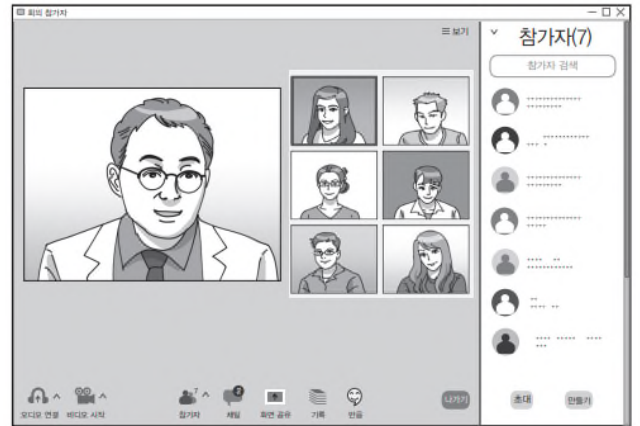 회의 참가자
보기
참가자(7)
참가자 검색
7
2
오디오 연결
비디오 시작
참가자
채팅
화면 공유
기록
반응
나가기
초대
만들기